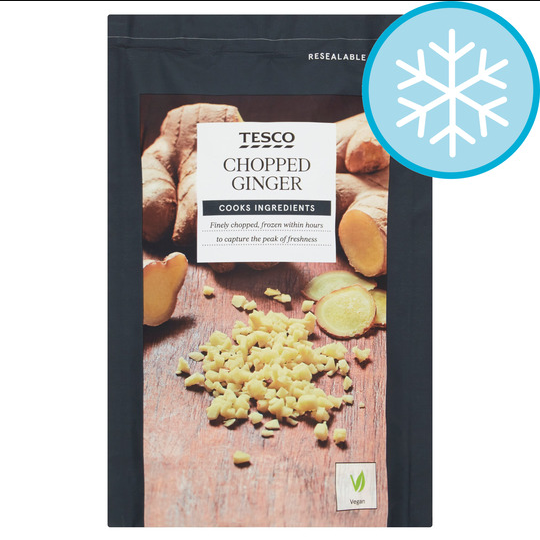 RESEALABLE
TESCO
CHOPPED
GINGER
COOKS INGREDIENTS
Finely chopped, frozen within hours
to capture the peak of freshness
Vegan